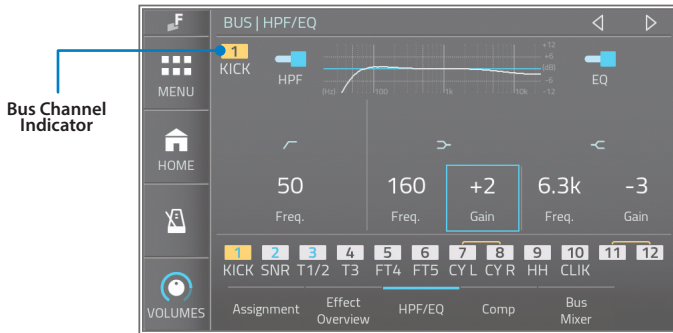 F
BUS | HPF/EQ
1
KICK
HPF
+12
+6
(dB)
-6
-12
(Hz)
100
1k
10k
EQ
Bus Channel
Indicator
MENU
HOME
VOLUMES
50
160
+2
6.3k
-3
Freq.
Freq.
Gain
Freq.
Gain
1 2 3 4 5 6 7 8 9 10 11 12
KICK SNR T1/2 T3 FT4 FT5 CY L CY R HH CLIK
Assignment
Effect
Overview
HPF/EQ
Comp
Bus
Mixer